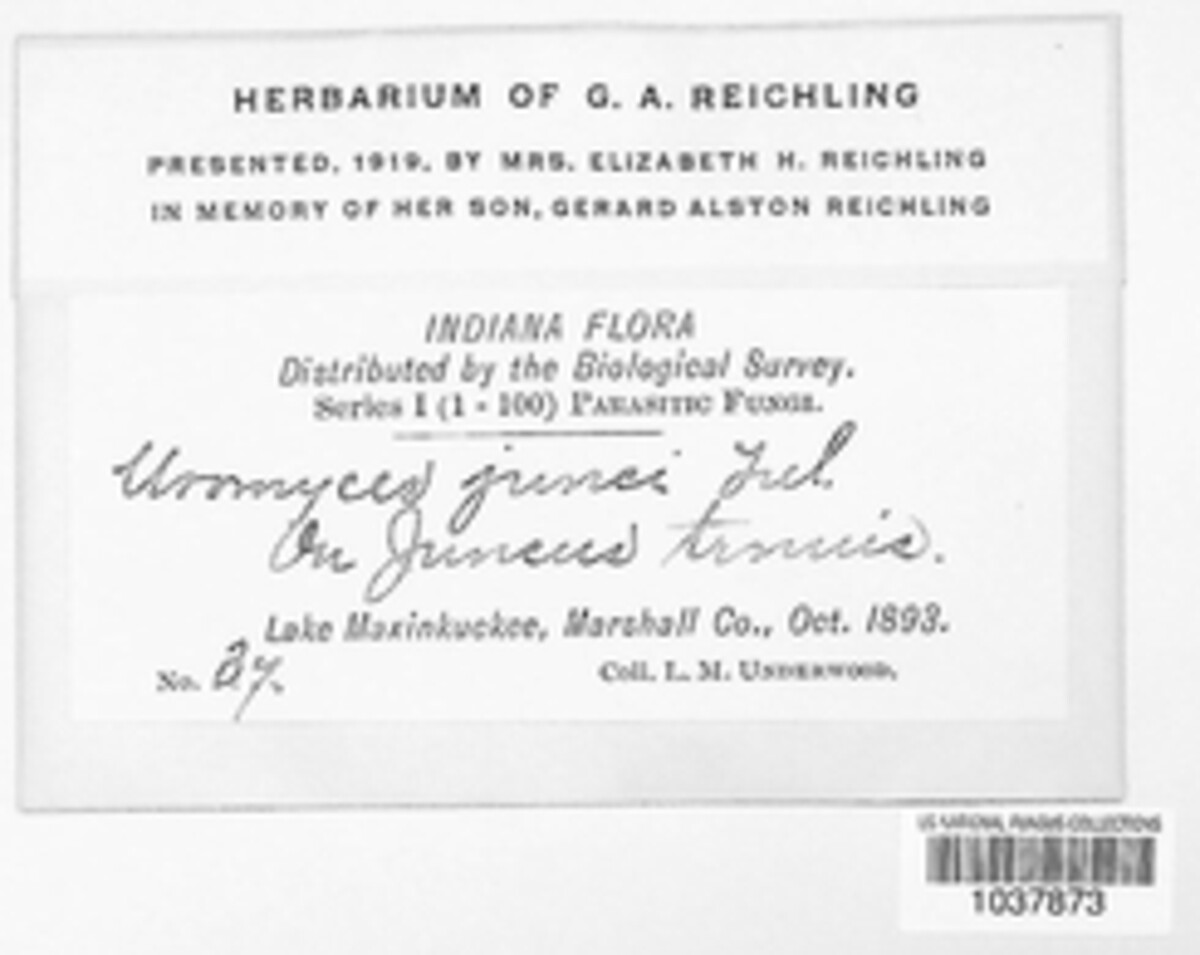 HERBARIUM OF G. A. REICHLING
PRESENTED, 1919, BY MRS. ELIZABETH H. REICHLING
IN MEMORY OF HER SON, GERARD ALSTON REICHLING
INDIANA FLORA
Distributed by the Biological Survey.
Series I (1 - 100) PARASITIC FUNGI.
Uromyces junci Tul.
On Juncus tenuis.
Lake Maxinkuckee, Marshall Co., Oct. 1893.
No. 27. Coll. L. M. UNDERWOOD.
US NATIONAL FUNGUS COLLECTIONS
1037873